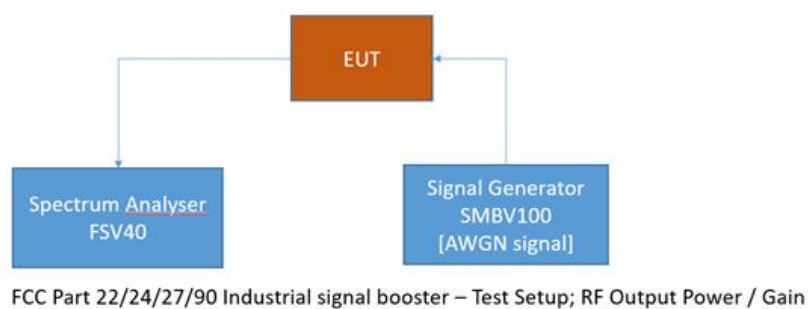 EUT
Spectrum Analyser
FSV40
Signal Generator
SMBV100
[AWGN signal]
FCC Part 22/24/27/90 Industrial signal booster – Test Setup; RF Output Power / Gain